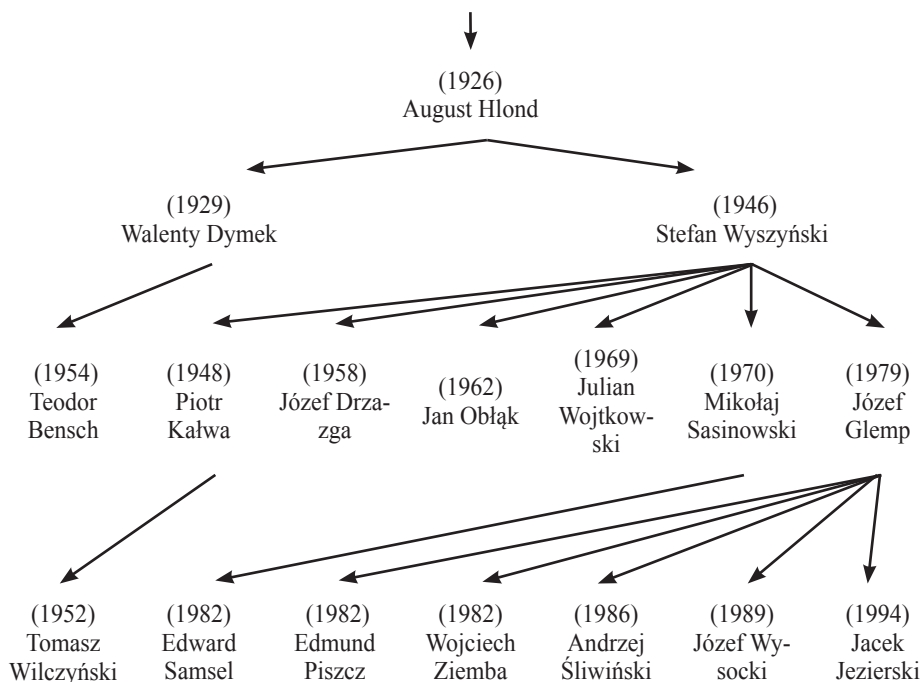 (1926)
August Hlond
(1929)
Walenty Dymek
(1946)
Stefan Wyszyński
(1954)
Teodor
Bensch
(1948)
Piotr
Kałwa
(1958)
Józef Drza-
zga
(1962)
Jan Obłąk
(1969)
Julian
Wojtkow-
ski
(1970)
Mikołaj
Sasinowski
(1979)
Józef
Glemp
(1952)
Tomasz
Wilczyński
(1982)
Edward
Samsel
(1982)
Edmund
Piszcz
(1982)
Wojciech
Ziemba
(1986)
Andrzej
Śliwiński
(1989)
Józef Wy-
socki
(1994)
Jacek
Jezierski